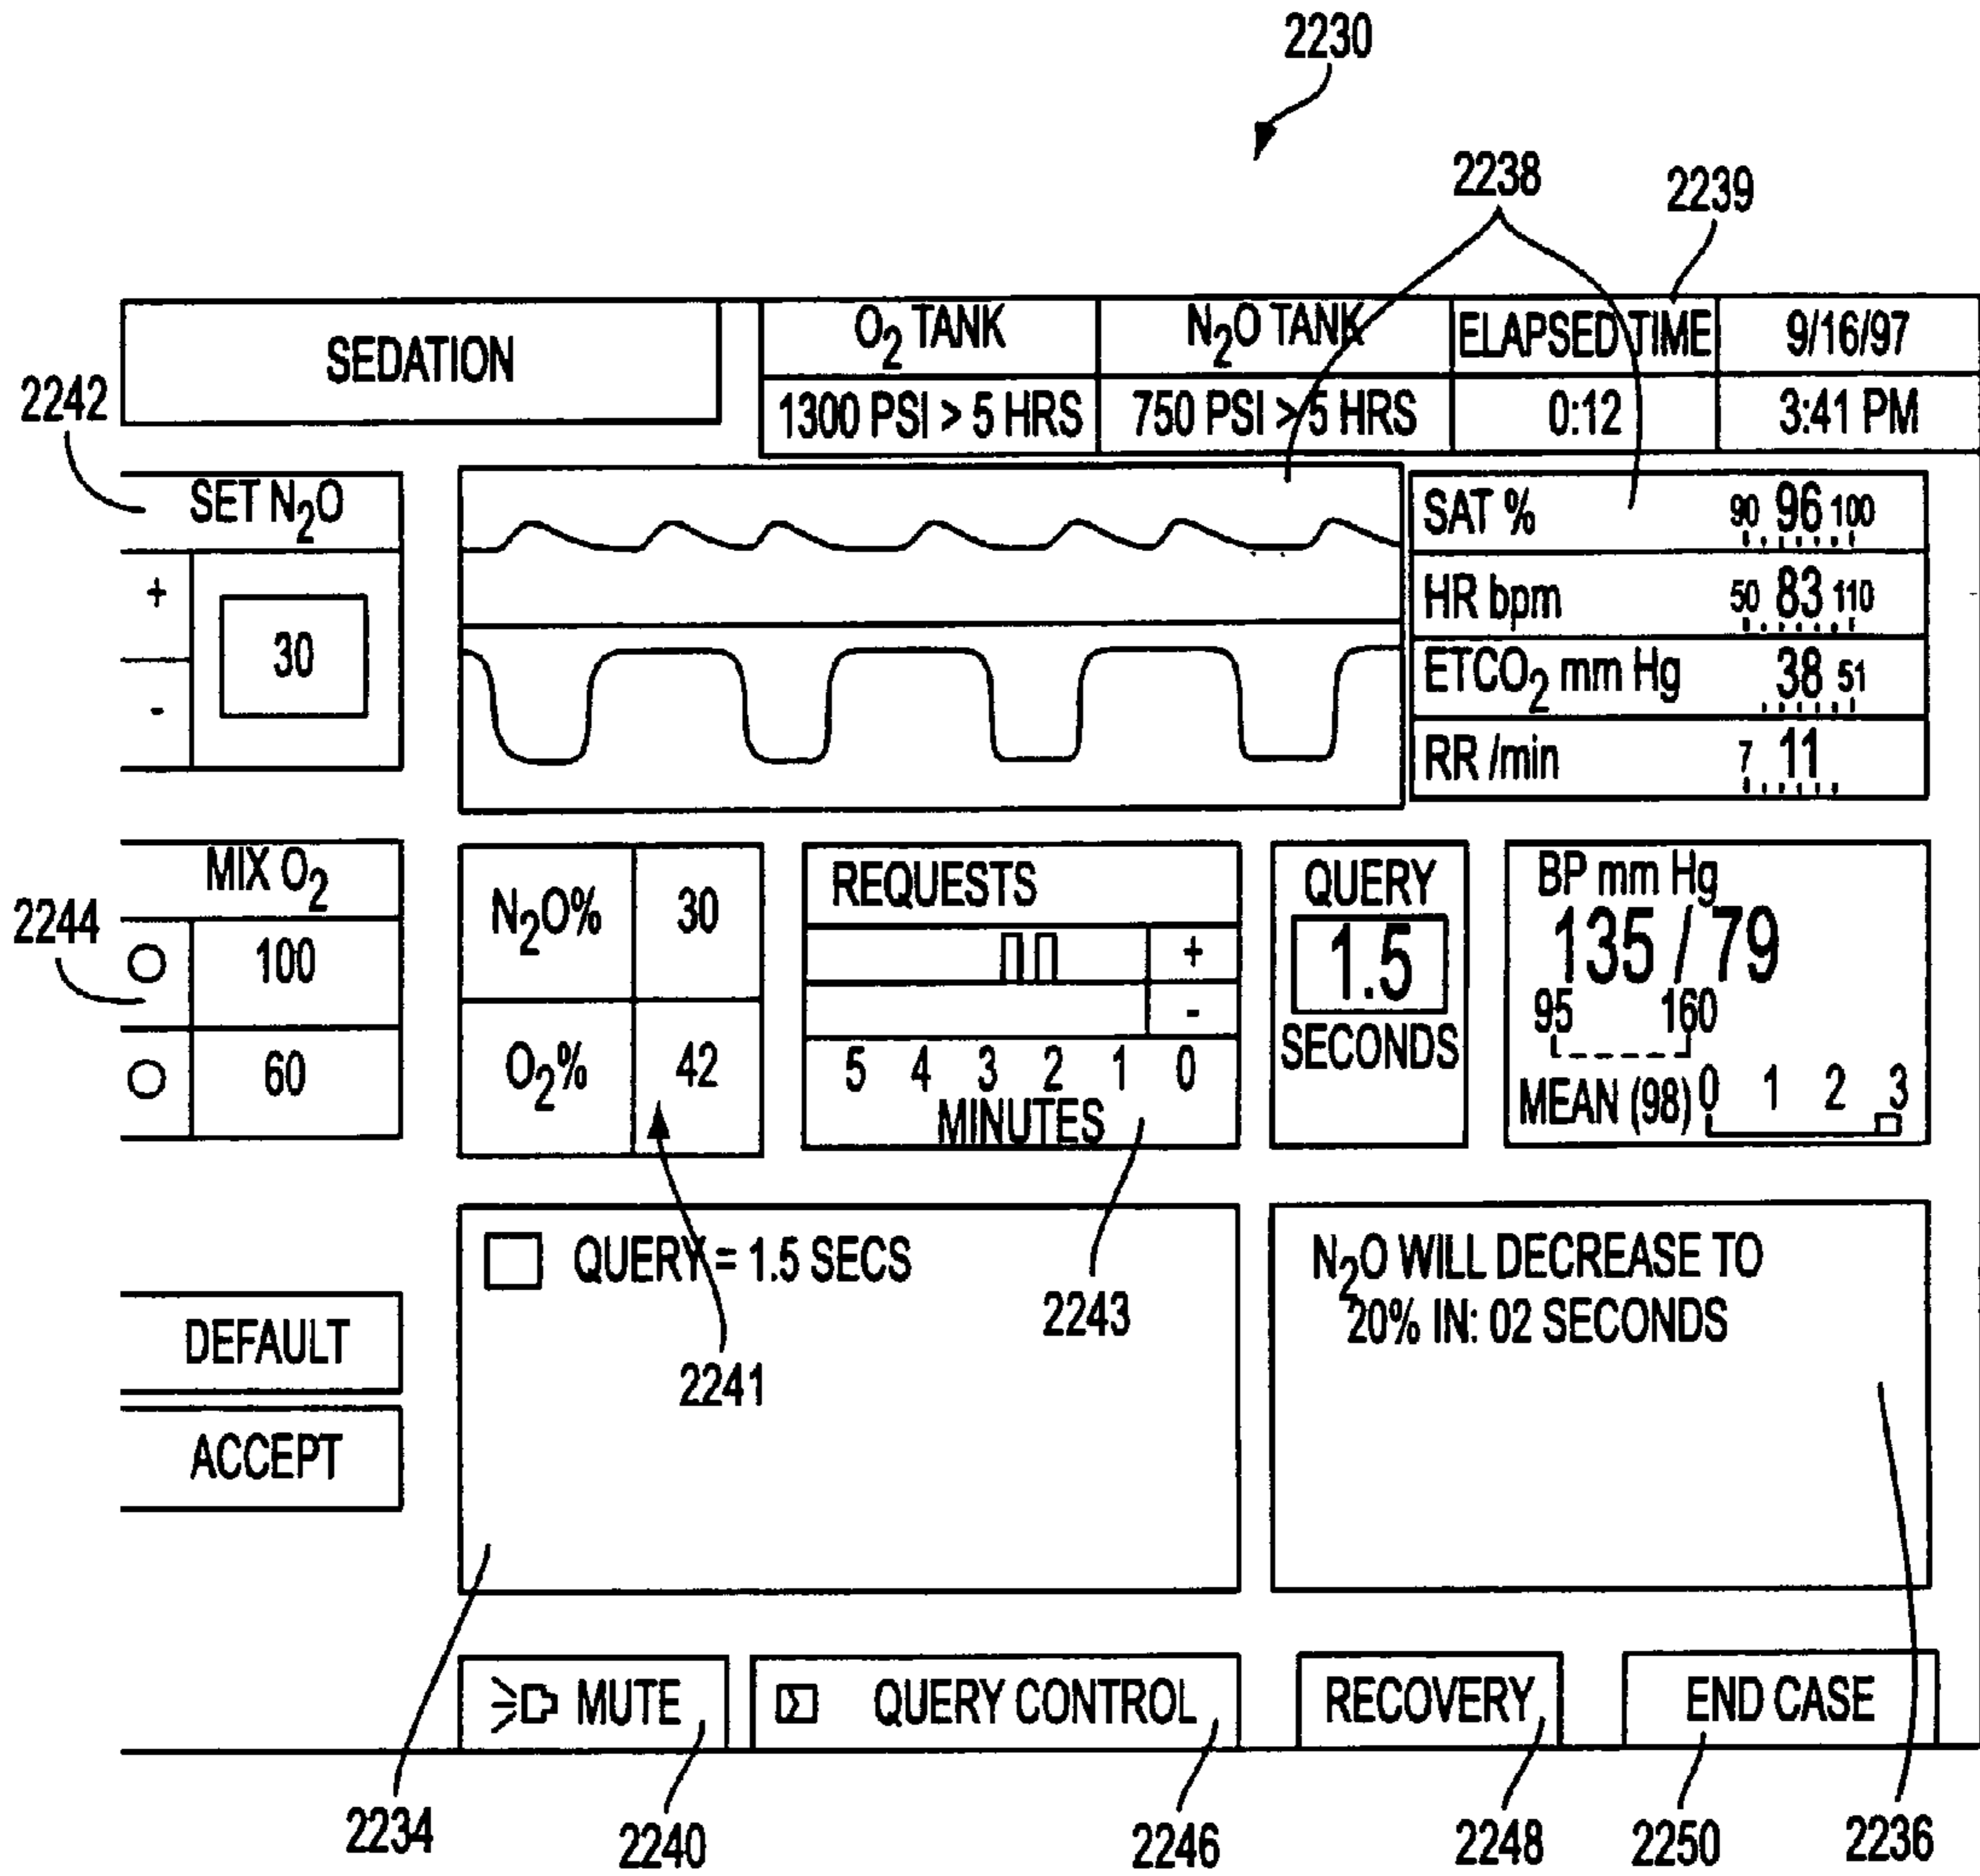 2230
2238
2239
SEDATION
O₂ TANK
N₂O TANK
ELAPSED TIME
9/16/97
1300 PSI > 5 HRS
750 PSI > 5 HRS
0:12
3:41 PM
2242
SET N₂O
+
30
-
SAT %
90 96 100
HR bpm
50 83 110
ETCO₂ mm Hg
38 51
RR /min
7 11
2244
MIX O₂
100
60
N₂O%
30
O₂%
42
REQUESTS
+
-
5 4 3 2 1 0
MINUTES
QUERY
1.5
SECONDS
BP mm Hg
135 / 79
95 160
MEAN (98) 0 1 2 3
DEFAULT
ACCEPT
QUERY = 1.5 SECS
2241
2243
N₂O WILL DECREASE TO
20% IN: 02 SECONDS
MUTE
QUERY CONTROL
RECOVERY
END CASE
2234
2240
2246
2248
2250
2236